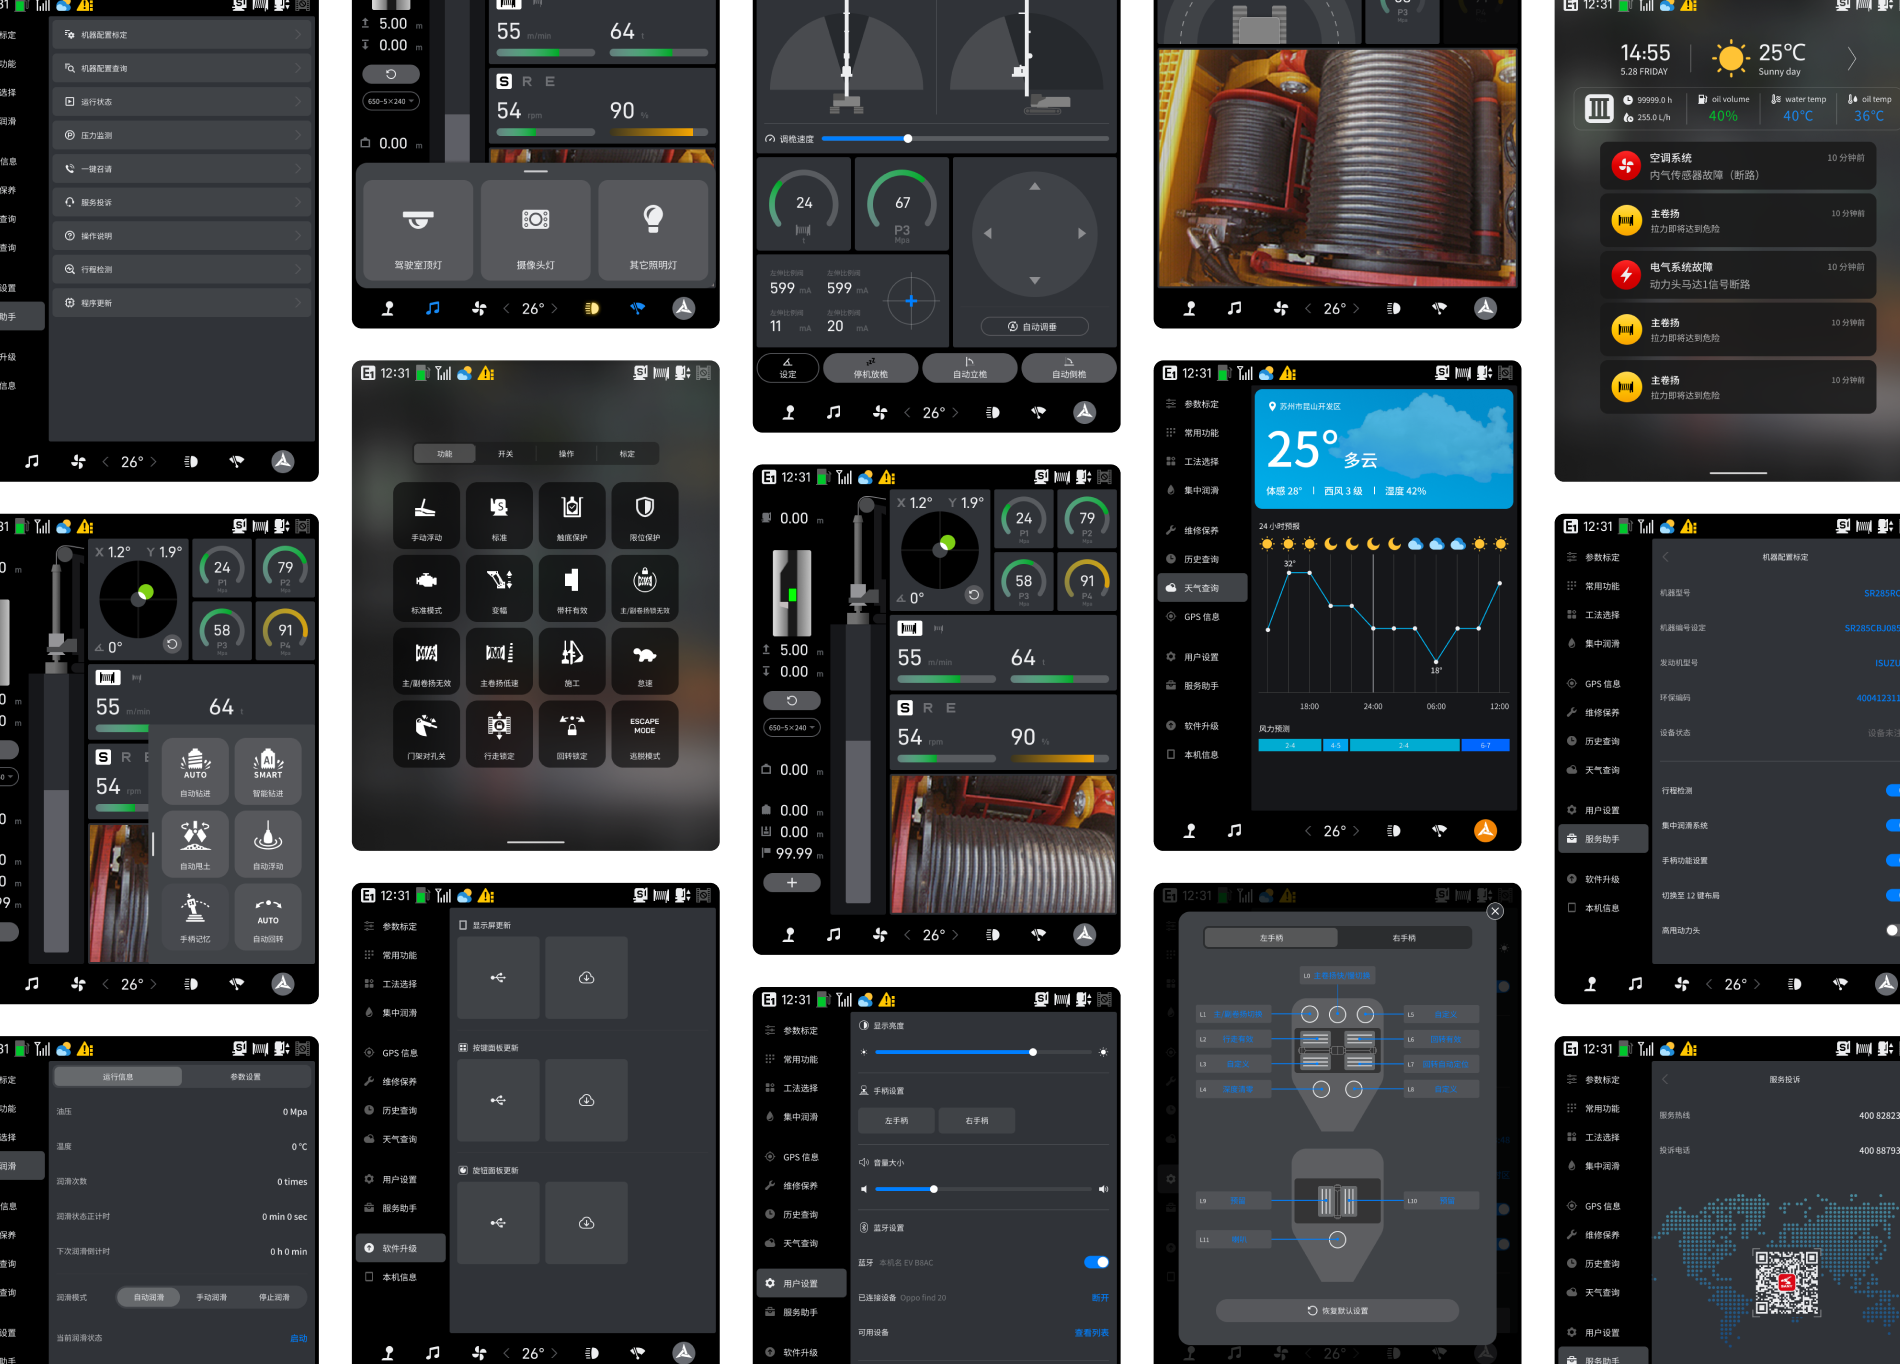 31
标定
功能
选择
润滑
信息
保养
查询
查询
设置
助手
升级
信息
机器配置标定
机器配置查询
运行状态
压力监测
一键召请
服务投诉
操作说明
行程检测
程序更新
26°
31
X 1.2° Y 1.9°
0°
24
P1
Mpa
79
P2
Mpa
58
P3
Mpa
91
P4
Mpa
55 m/min
64 t
S R E
54 rpm
AUTO
自动钻进
AI
SMART
智能钻进
自动甩土
自动浮动
手柄记忆
AUTO
自动回转
26°
31
标定
功能
选择
润滑
信息
保养
查询
查询
设置
助手
运行信息
参数设置
油压
0 Mpa
温度
0 °C
润滑次数
0 times
润滑状态正计时
0 min 0 sec
下次润滑倒计时
0 h 0 min
润滑模式
自动润滑
手动润滑
停止润滑
当前润滑状态
启动
5.00 m
0.00 m
650-5×240
0.00 m
55 m/min
64 t
S R E
54 rpm
90 %
驾驶室顶灯
摄像头灯
其它照明灯
26°
12:31
功能
开关
操作
标定
手动浮动
标准
触底保护
限位保护
标准模式
变幅
带杆有效
主/副卷扬锁无效
主/副卷扬无效
主卷扬低速
施工
怠速
门架对孔关
行走锁定
回转锁定
ESCAPE
MODE
逃脱模式
12:31
参数标定
常用功能
工法选择
集中润滑
GPS 信息
维修保养
历史查询
天气查询
用户设置
服务助手
软件升级
本机信息
显示屏更新
按键面板更新
旋钮面板更新
26°
调桅速度
24
t
67
P3
Mpa
599 mA
599 mA
11 mA
20 mA
自动调垂
设定
停机放桅
自动立桅
自动倒桅
26°
12:31
0.00 m
5.00 m
0.00 m
650-5×240
0.00 m
0.00 m
0.00 m
99.99 m
X 1.2° Y 1.9°
0°
24
P1
Mpa
79
P2
Mpa
58
P3
Mpa
91
P4
Mpa
55 m/min
64 t
S R E
54 rpm
90 %
26°
12:31
参数标定
常用功能
工法选择
集中润滑
GPS 信息
维修保养
历史查询
天气查询
用户设置
服务助手
软件升级
显示亮度
手柄设置
左手柄
右手柄
音量大小
蓝牙设置
蓝牙 本机名 EV B8AC
已连接设备 Oppo find 20
断开
可用设备
查看列表
P3
Mpa
26°
12:31
参数标定
常用功能
工法选择
集中润滑
维修保养
历史查询
天气查询
GPS 信息
用户设置
服务助手
软件升级
本机信息
苏州市昆山开发区
25° 多云
体感 28° | 西风 3 级 | 湿度 42%
24 小时预报
32°
18°
18:00
24:00
06:00
12:00
风力预测
2-4
4-5
2-4
6-7
26°
12:31
左手柄
右手柄
L0
L1
L2
L3
L4
L5
自定义
L6
L7
L8
自定义
L9
L10
L11
恢复默认设置
26°
12:31
14:55
5.28 FRIDAY
25°C
Sunny day
99999.0 h
255.0 L/h
oil volume
40%
water temp
40°C
oil temp
36°C
空调系统
10 分钟前
内气传感器故障（断路）
主卷扬
10 分钟前
拉力即将达到危险
电气系统故障
10 分钟前
动力头马达1信号断路
主卷扬
10 分钟前
拉力即将达到危险
主卷扬
10 分钟前
拉力即将达到危险
12:31
参数标定
常用功能
工法选择
集中润滑
GPS 信息
维修保养
历史查询
天气查询
用户设置
服务助手
软件升级
本机信息
机器配置标定
机器型号
SR285RC
机器编号设定
SR285CBJ085
发动机型号
ISUZU
环保编码
400412311
设备状态
设备未注
行程检测
集中润滑系统
手柄功能设置
切换至 12 键布局
高甩动力头
26°
12:31
参数标定
常用功能
工法选择
集中润滑
GPS 信息
维修保养
历史查询
天气查询
用户设置
服务助手
服务投诉
服务热线
400 82823
投诉电话
400 88793